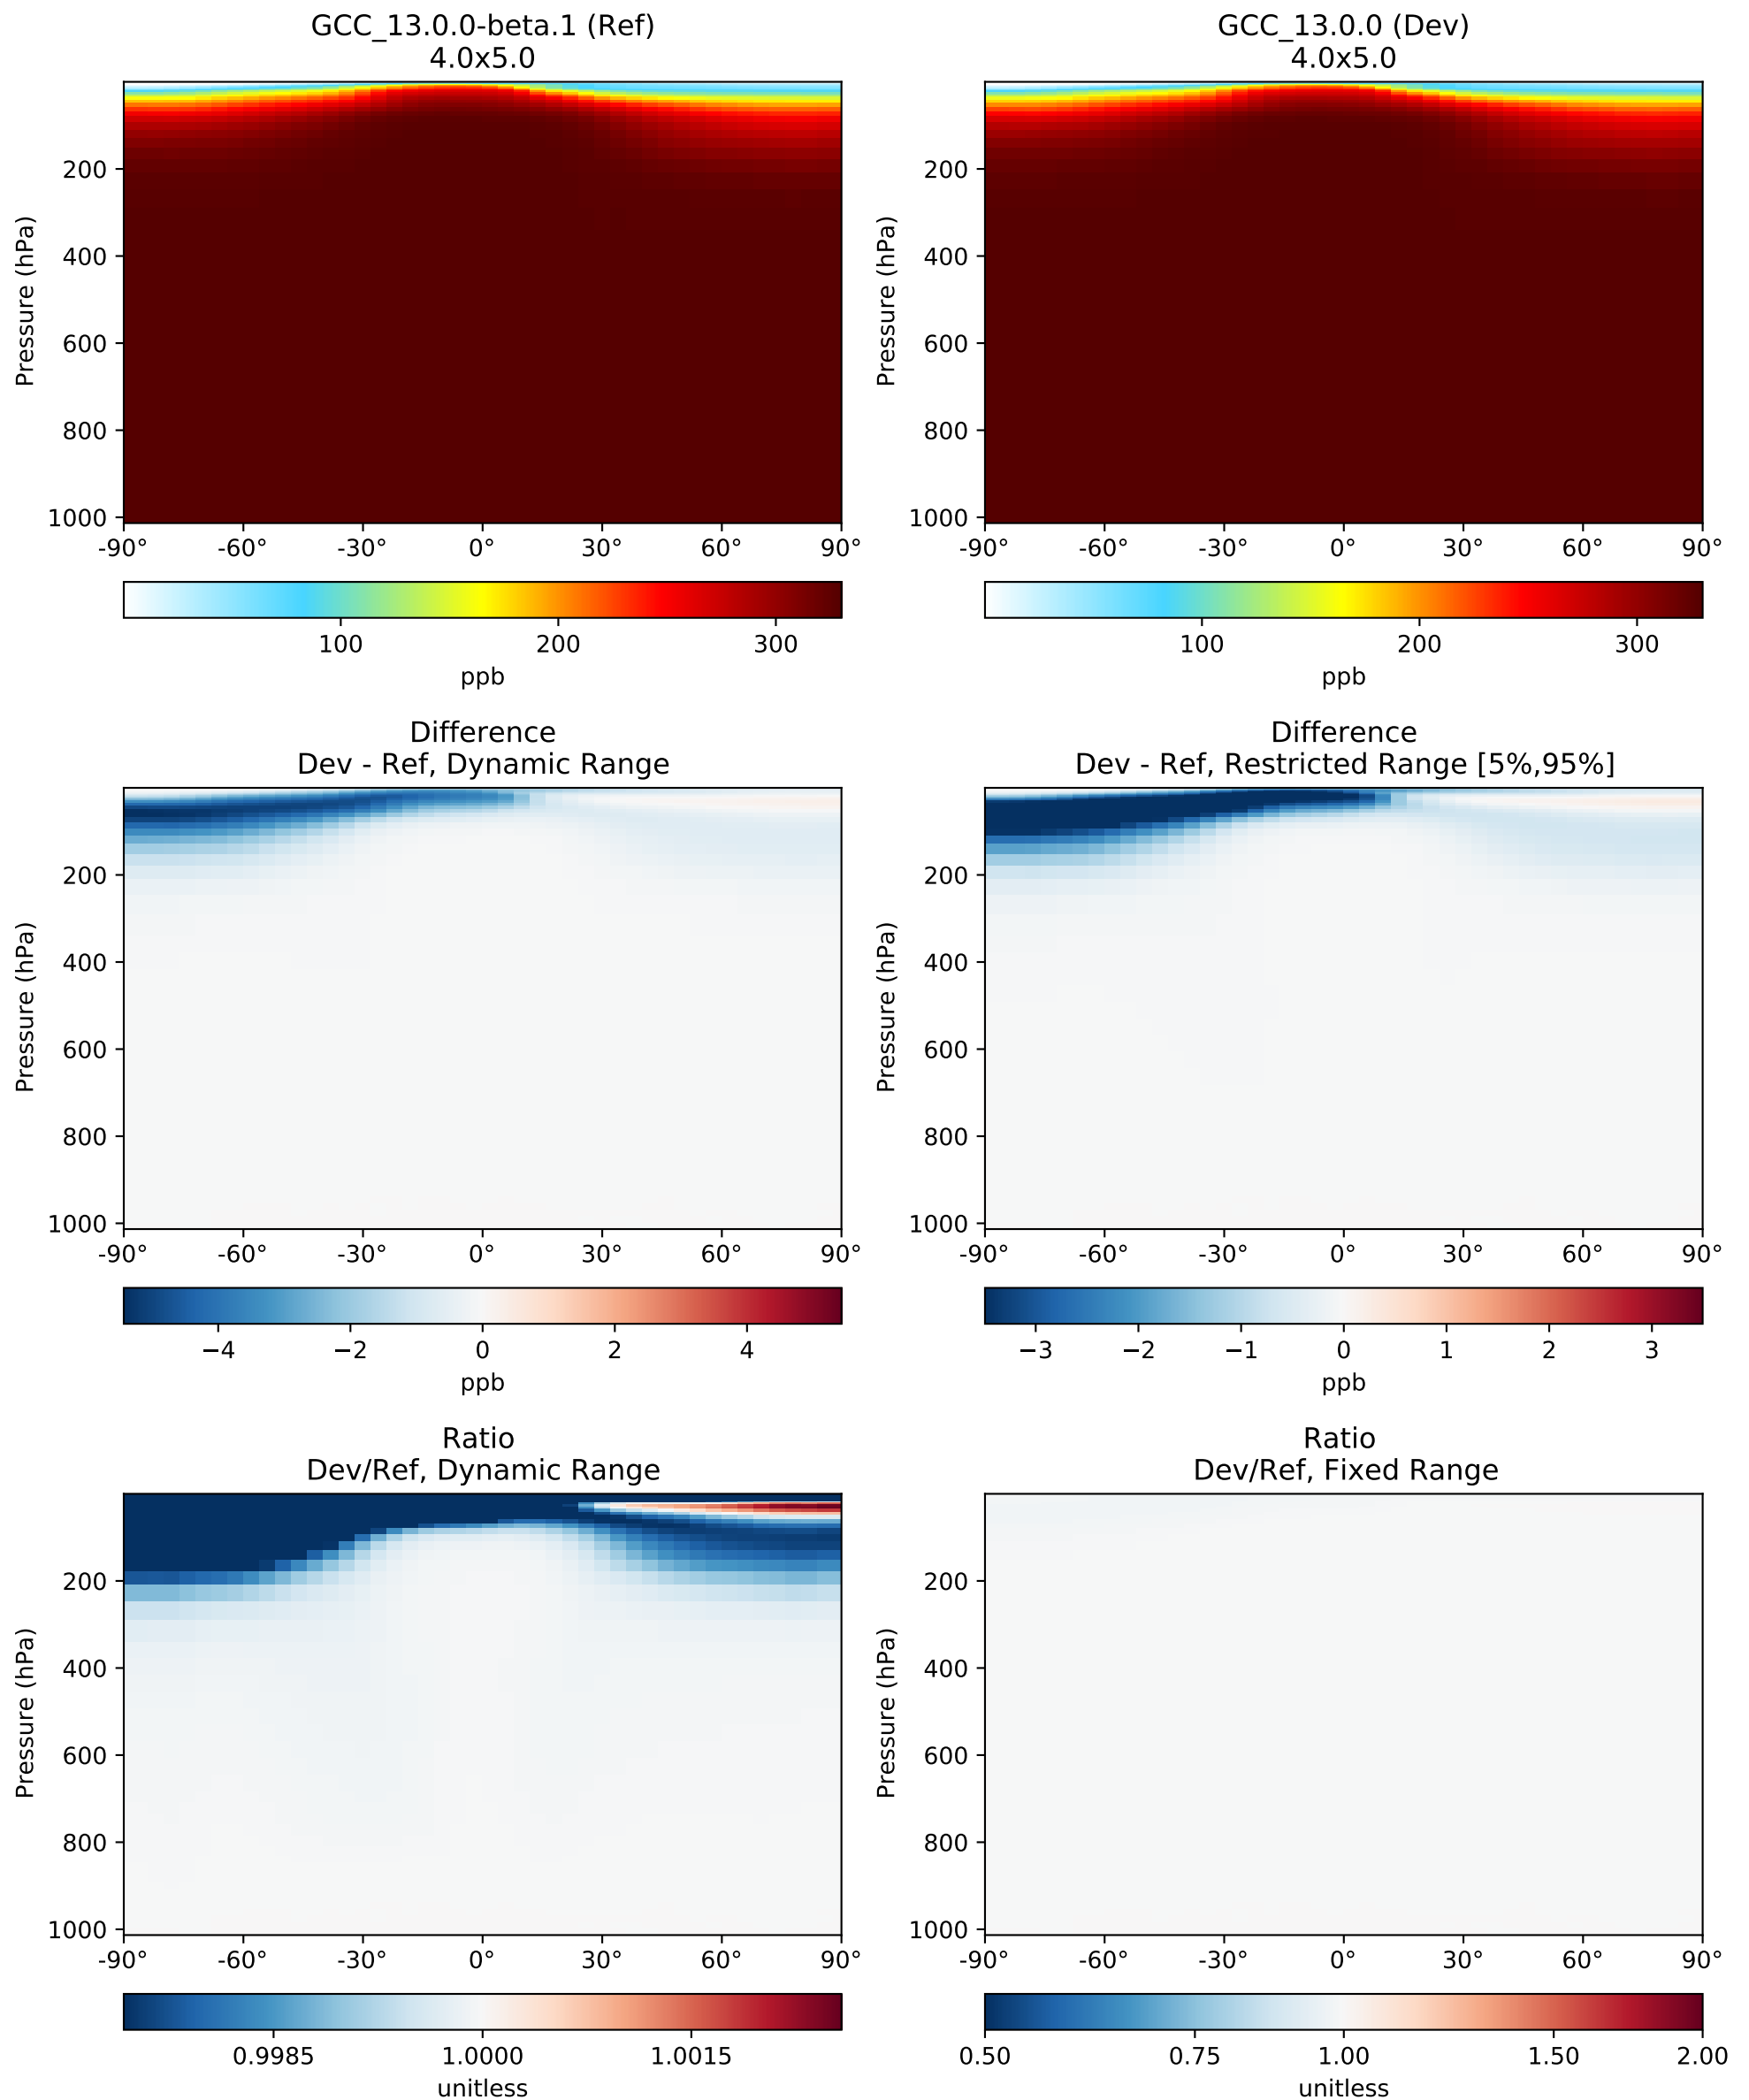 GCC_13.0.0-beta.1 (Ref)
4.0x5.0
GCC_13.0.0 (Dev)
4.0x5.0
Pressure (hPa)
200
400
600
800
1000
-90° -60° -30° 0° 30° 60° 90°
100 200 300
ppb
Pressure (hPa)
200
400
600
800
1000
-90° -60° -30° 0° 30° 60° 90°
100 200 300
ppb
Difference
Dev - Ref, Dynamic Range
Pressure (hPa)
200
400
600
800
1000
-90° -60° -30° 0° 30° 60° 90°
−4 −2 0 2 4
ppb
Difference
Dev - Ref, Restricted Range [5%,95%]
Pressure (hPa)
200
400
600
800
1000
-90° -60° -30° 0° 30° 60° 90°
−3 −2 −1 0 1 2 3
ppb
Ratio
Dev/Ref, Dynamic Range
Pressure (hPa)
200
400
600
800
1000
-90° -60° -30° 0° 30° 60° 90°
0.9985 1.0000 1.0015
unitless
Ratio
Dev/Ref, Fixed Range
Pressure (hPa)
200
400
600
800
1000
-90° -60° -30° 0° 30° 60° 90°
0.50 0.75 1.00 1.50 2.00
unitless